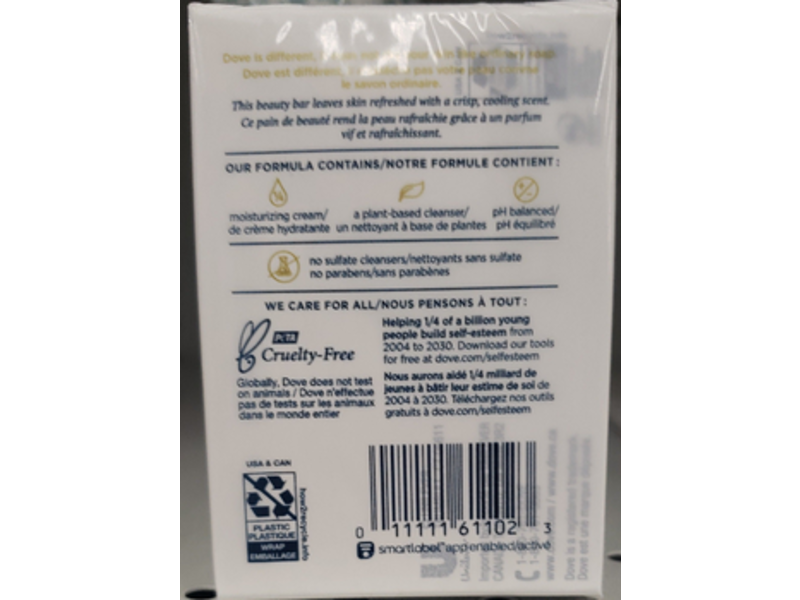 Dove is different,
Dove est différent, pas votre peau comme
le savon ordinaire.
This beauty bar leaves skin refreshed with a crisp, cooling scent.
Ce pain de beauté rend la peau rafraîchie grâce à un parfum
vif et rafraîchissant.
OUR FORMULA CONTAINS/NOTRE FORMULE CONTIENT :
1/4
moisturizing cream/
de crème hydratante
a plant-based cleanser/
un nettoyant à base de plantes
pH balanced/
pH équilibré
no sulfate cleansers/nettoyants sans sulfate
no parabens/sans parabènes
WE CARE FOR ALL/NOUS PENSONS À TOUT :
PETA
Cruelty-Free
Globally, Dove does not test
on animals / Dove n'effectue
pas de tests sur les animaux
dans le monde entier
Helping 1/4 of a billion young
people build self-esteem from
2004 to 2030. Download our tools
for free at dove.com/selfesteem
Nous aurons aidé 1/4 milliard de
jeunes à bâtir leur estime de soi de
2004 à 2030. Téléchargez nos outils
gratuits à dove.com/selfesteem
USA & CAN
PLASTIC
PLASTIQUE
WRAP
EMBALLAGE
how2recycle.info
0 11111 61102 3
smartlabel™ app enabled/activé